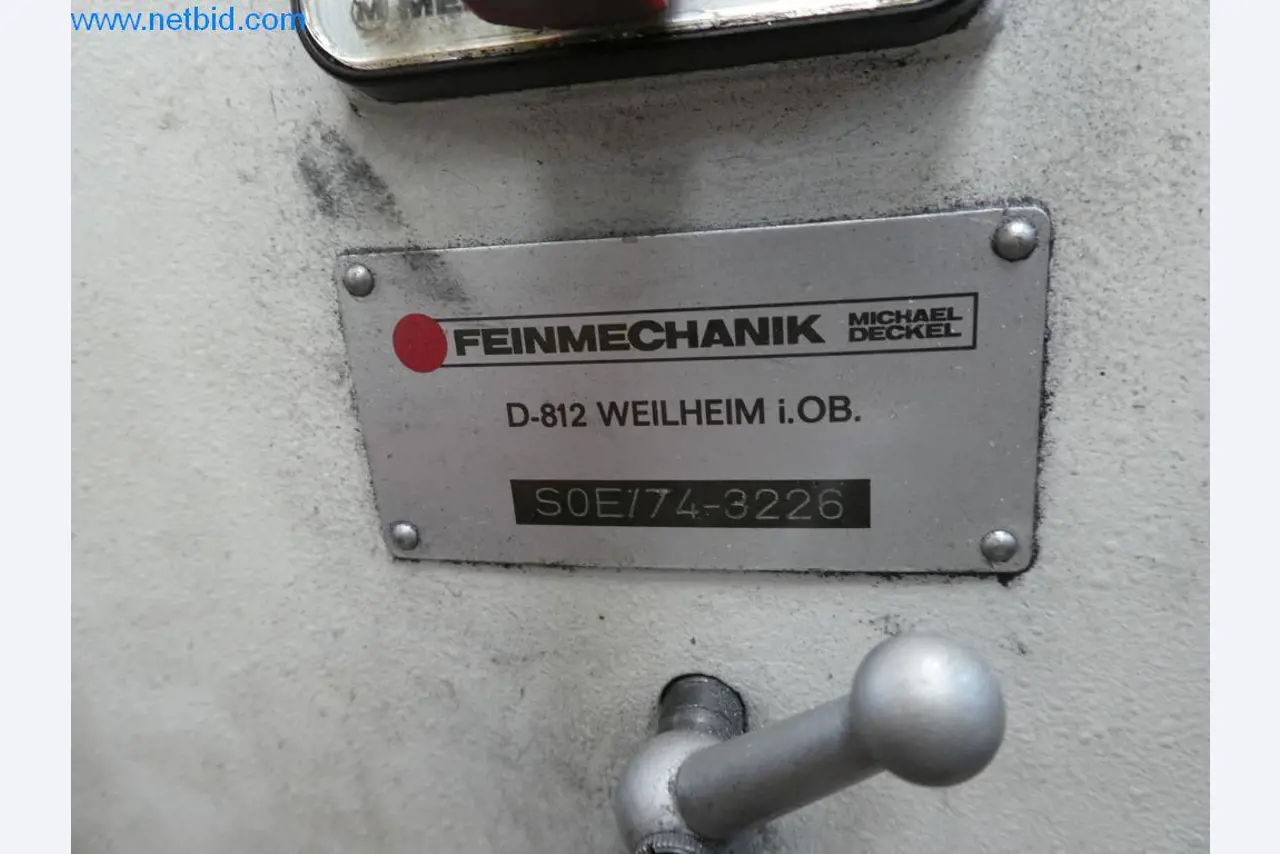 www.netbid.com
FEINMECHANIK MICHAEL DECKEL
D-812 WEILHEIM i.OB.
S0E/74-3226